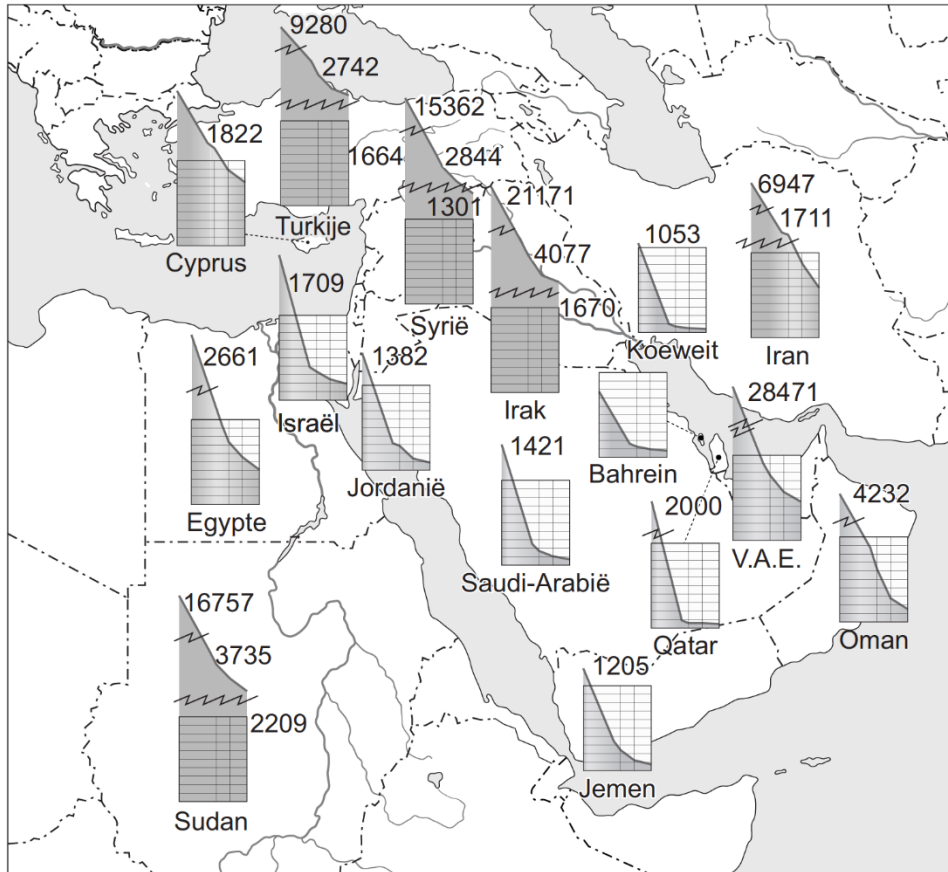 9280
2742
1664
Turkije
1822
Cyprus
15362
2844
1301
Syrië
21171
4077
1670
Irak
1053
Koeweit
6947
1711
Iran
1709
Israël
2661
Egypte
1382
Jordanië
Bahrein
28471
V.A.E.
1421
Saudi-Arabië
2000
Qatar
4232
Oman
16757
3735
2209
Sudan
1205
Jemen